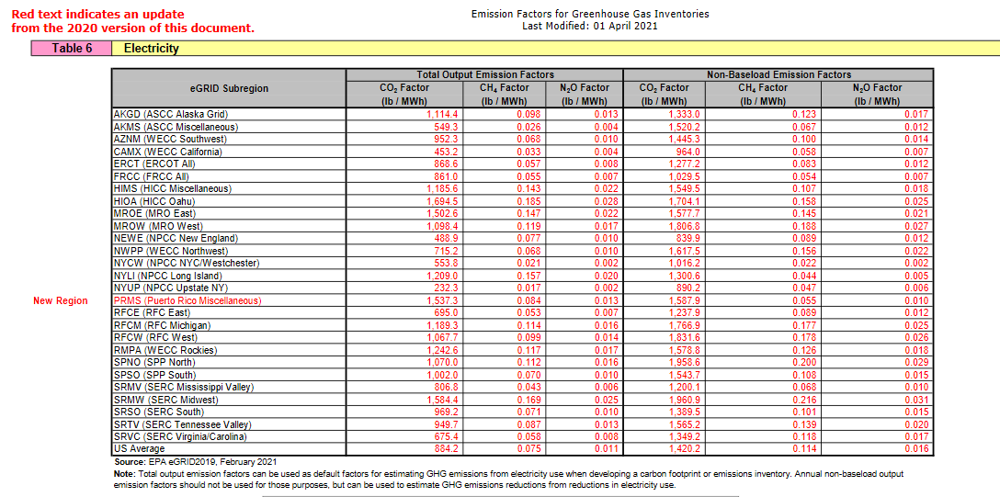 Red text indicates an update
from the 2020 version of this document.
Emission Factors for Greenhouse Gas Inventories
Last Modified: 01 April 2021
Table 6 Electricity
eGRID Subregion Total Output Emission Factors Non-Baseload Emission Factors
CO₂ Factor CH₄ Factor N₂O Factor CO₂ Factor CH₄ Factor N₂O Factor
(lb / MWh) (lb / MWh) (lb / MWh) (lb / MWh) (lb / MWh) (lb / MWh)
AKGD (ASCC Alaska Grid) 1,114.4 0.098 0.013 1,333.0 0.123 0.017
AKMS (ASCC Miscellaneous) 549.3 0.026 0.004 1,520.2 0.067 0.012
AZNM (WECC Southwest) 952.3 0.068 0.010 1,445.3 0.100 0.014
CAMX (WECC California) 453.2 0.033 0.004 964.0 0.058 0.007
ERCT (ERCOT All) 868.6 0.057 0.008 1,277.2 0.083 0.012
FRCC (FRCC All) 861.0 0.055 0.007 1,029.5 0.054 0.007
HIMS (HICC Miscellaneous) 1,185.6 0.143 0.022 1,549.5 0.107 0.018
HIOA (HICC Oahu) 1,694.5 0.185 0.028 1,704.1 0.158 0.025
MROE (MRO East) 1,502.6 0.147 0.022 1,577.7 0.145 0.021
MROW (MRO West) 1,098.4 0.119 0.017 1,806.8 0.188 0.027
NEWE (NPCC New England) 488.9 0.077 0.010 839.9 0.089 0.012
NWPP (WECC Northwest) 715.2 0.068 0.010 1,617.5 0.156 0.022
NYCW (NPCC NYC/Westchester) 553.8 0.021 0.002 1,016.2 0.022 0.002
NYLI (NPCC Long Island) 1,209.0 0.157 0.020 1,300.6 0.044 0.005
NYUP (NPCC Upstate NY) 232.3 0.017 0.002 890.2 0.047 0.006
New Region PRMS (Puerto Rico Miscellaneous) 1,537.3 0.084 0.013 1,587.9 0.055 0.010
RFCE (RFC East) 695.0 0.053 0.007 1,237.9 0.089 0.012
RFCM (RFC Michigan) 1,189.3 0.114 0.016 1,766.9 0.177 0.025
RFCW (RFC West) 1,067.7 0.099 0.014 1,831.6 0.178 0.026
RMPA (WECC Rockies) 1,242.6 0.117 0.017 1,578.8 0.126 0.018
SPNO (SPP North) 1,070.0 0.112 0.016 1,958.6 0.200 0.029
SPSO (SPP South) 1,002.0 0.070 0.010 1,543.7 0.108 0.015
SRMV (SERC Mississippi Valley) 806.8 0.043 0.006 1,200.1 0.068 0.010
SRMW (SERC Midwest) 1,584.4 0.169 0.025 1,960.9 0.216 0.031
SRSO (SERC South) 969.2 0.071 0.010 1,389.5 0.101 0.015
SRTV (SERC Tennessee Valley) 949.7 0.087 0.013 1,565.2 0.139 0.020
SRVC (SERC Virginia/Carolina) 675.4 0.058 0.008 1,349.2 0.118 0.017
US Average 884.2 0.075 0.011 1,420.2 0.114 0.016
Source: EPA eGRID2019, February 2021
Note: Total output emission factors can be used as default factors for estimating GHG emissions from electricity use when developing a carbon footprint or emissions inventory. Annual non-baseload output
emission factors should not be used for those purposes, but can be used to estimate GHG emissions reductions from reductions in electricity use.